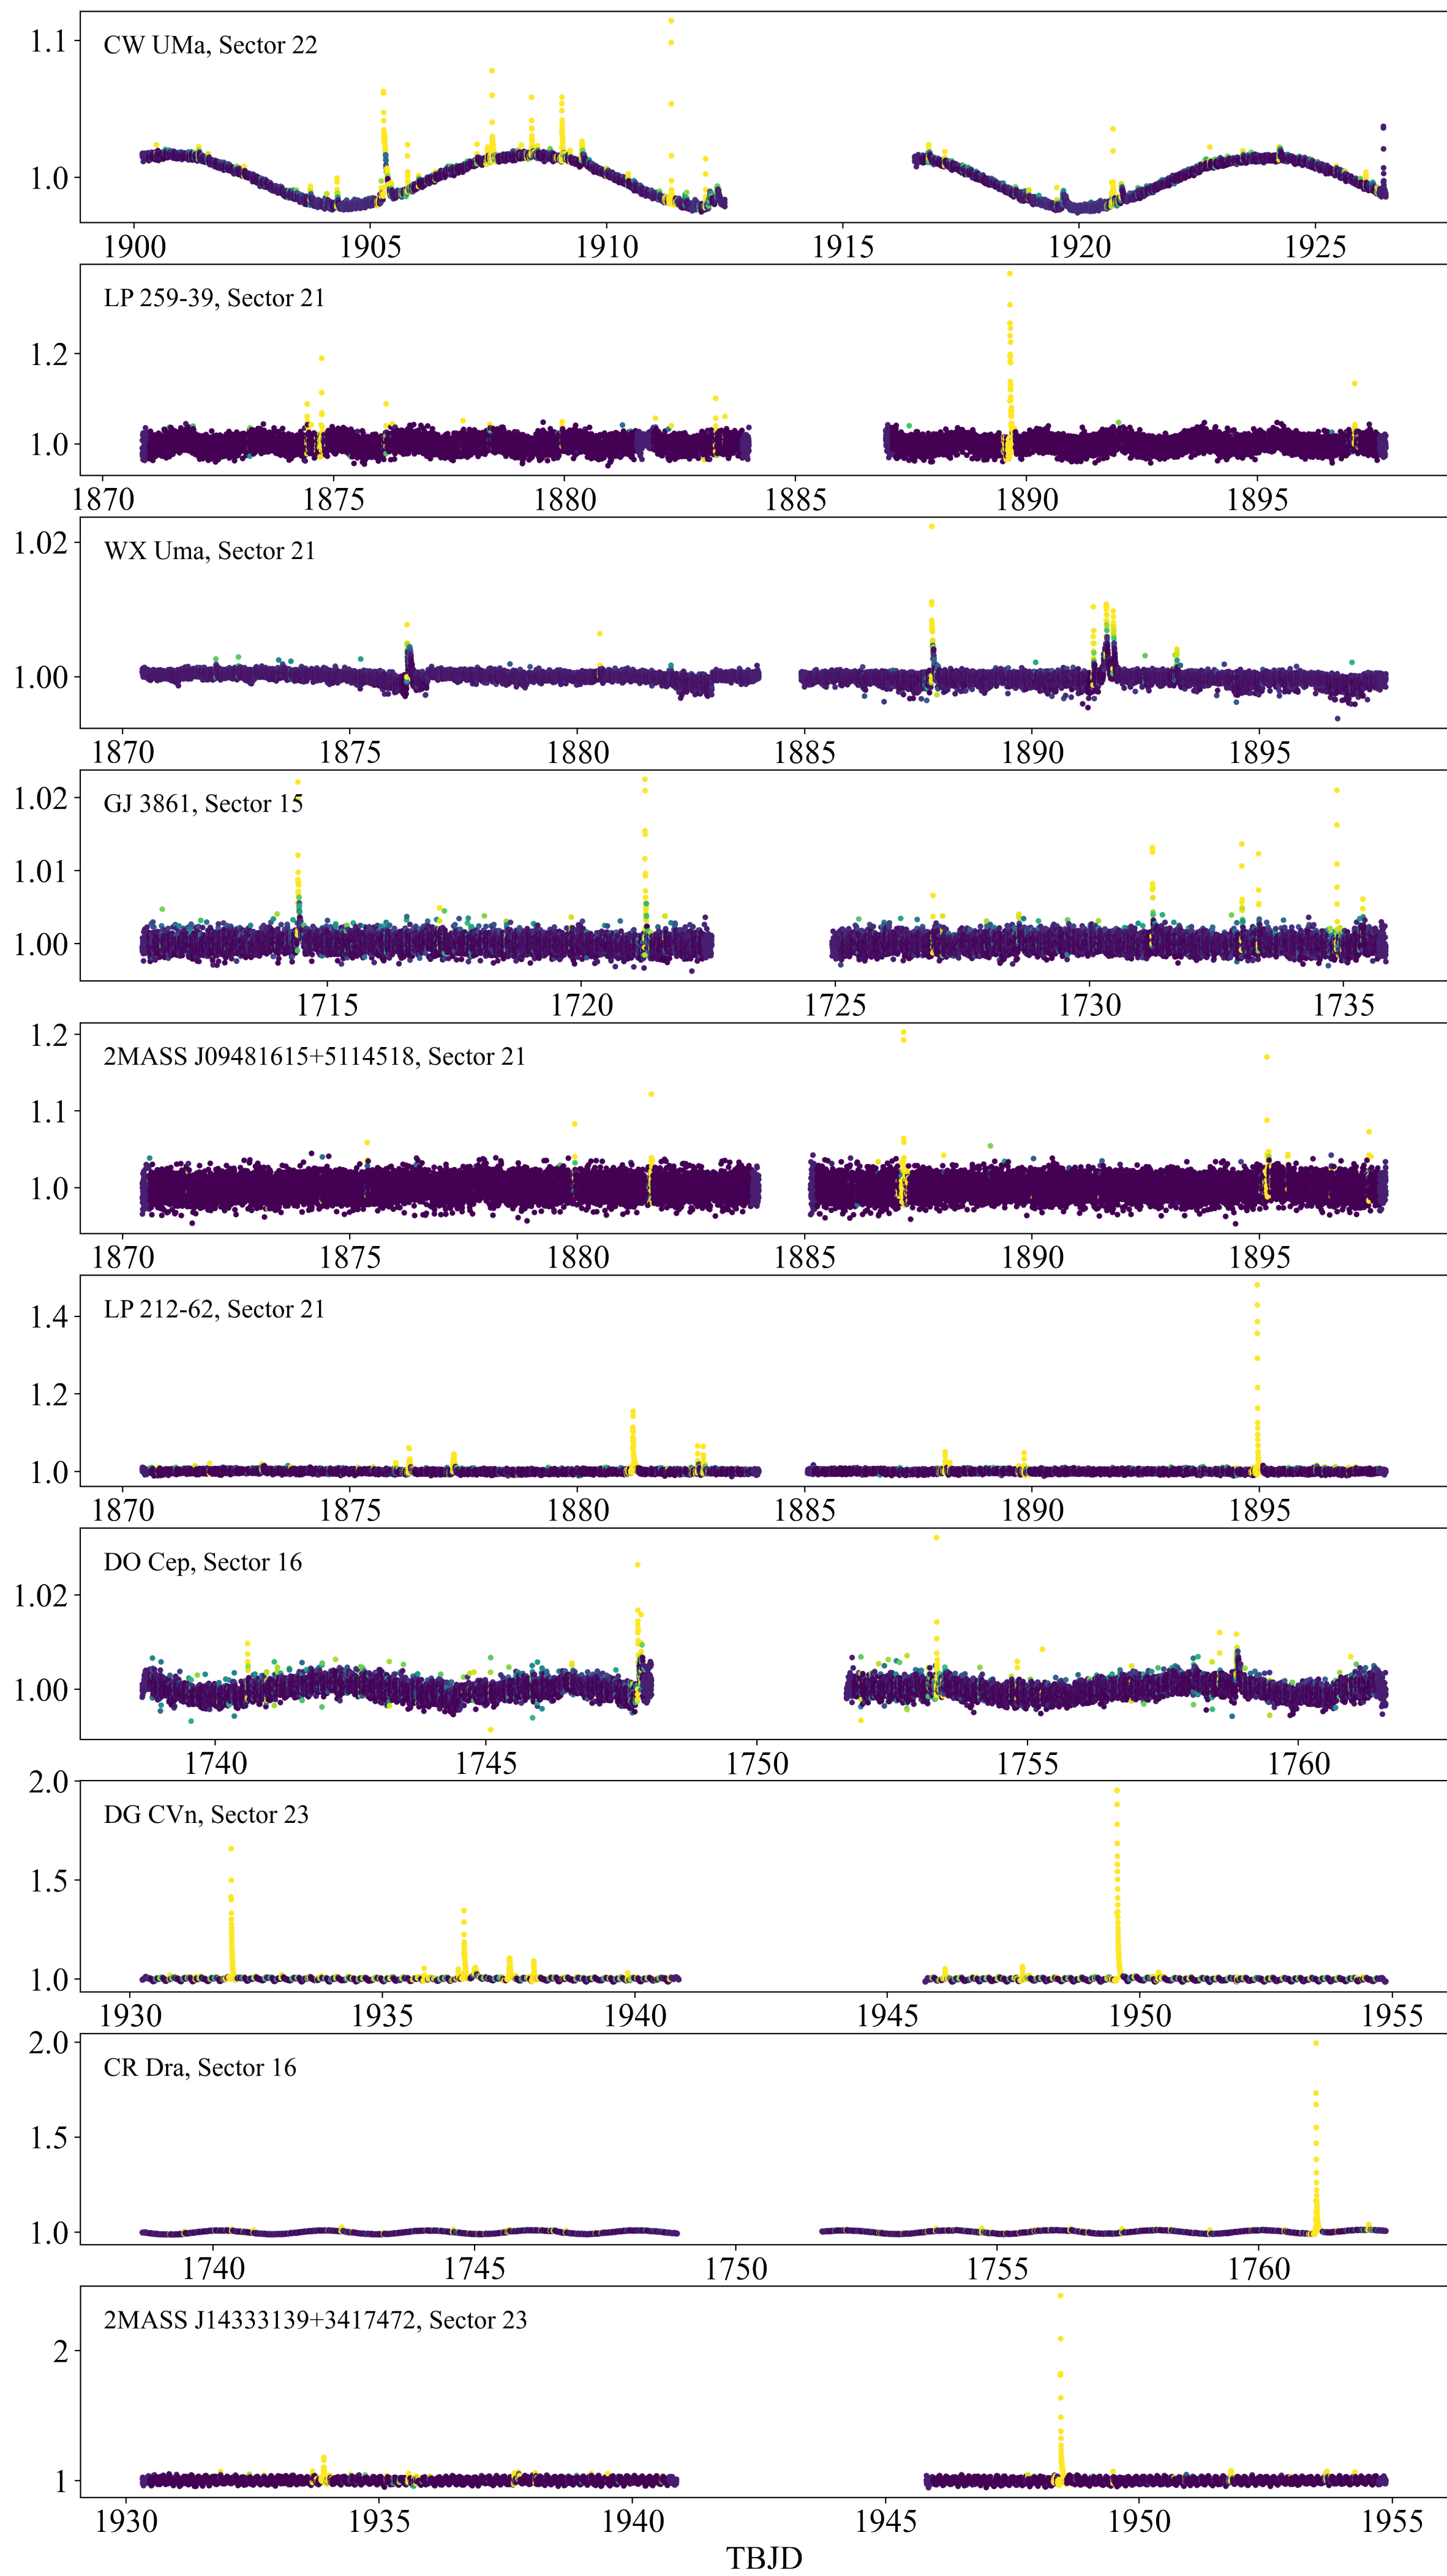 1.1
CW UMa, Sector 22
1.0
1900 1905 1910 1915 1920 1925
LP 259-39, Sector 21
1.2
1.0
1870 1875 1880 1885 1890 1895
1.02
WX Uma, Sector 21
1.00
1870 1875 1880 1885 1890 1895
1.02
GJ 3861, Sector 15
1.01
1.00
1715 1720 1725 1730 1735
1.2
2MASS J09481615+5114518, Sector 21
1.1
1.0
1870 1875 1880 1885 1890 1895
LP 212-62, Sector 21
1.4
1.2
1.0
1870 1875 1880 1885 1890 1895
DO Cep, Sector 16
1.02
1.00
1740 1745 1750 1755 1760
2.0
DG CVn, Sector 23
1.5
1.0
1930 1935 1940 1945 1950 1955
2.0
CR Dra, Sector 16
1.5
1.0
1740 1745 1750 1755 1760
2MASS J14333139+3417472, Sector 23
2
1
1930 1935 1940 1945 1950 1955
TBJD